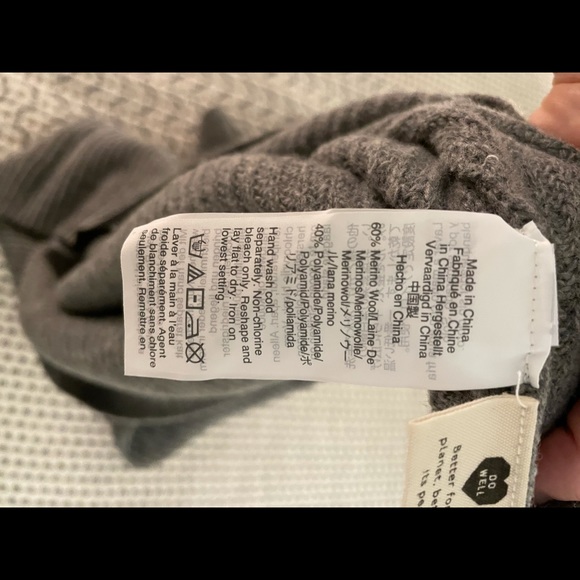 Made in China
Fabriqué en Chine
in China Hergestellt
Vervaardigd in China
中国製
Hecho en China
60% Merino Wool/Laine De
Merinos/Merinowolle/
Merinowol/メリノウー
ル/lana merino
40% Polyamide/Polyamide/
Polyamid/Polyamide/ポ
リアミド/poliamida
Hand wash cold
separately. Non-chlorine
bleach only. Reshape and
lay flat to dry. Iron on
lowest setting.
Laver à la main à l'eau
froide séparément. Agent
de blanchiment sans chlore
seulement. Remettre en
DO
WELL
Better
planet,
its